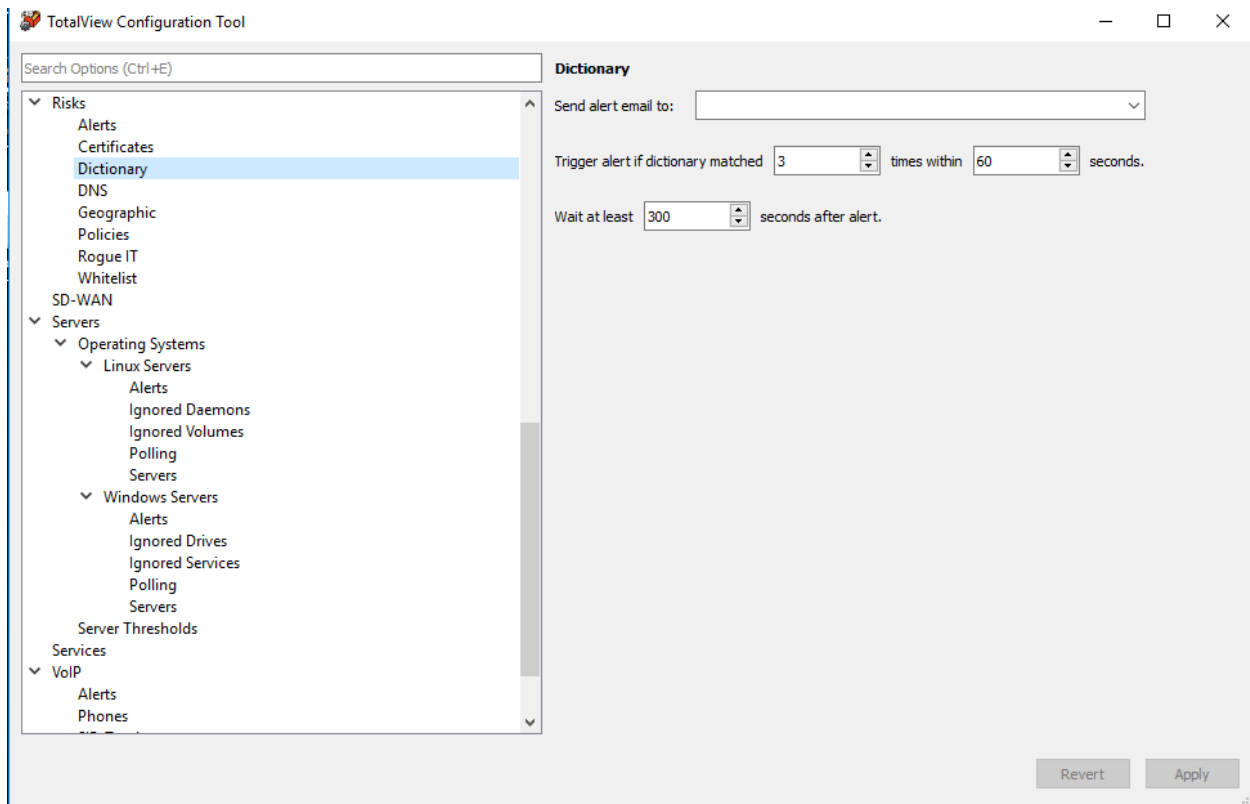 TotalView Configuration Tool
Search Options (Ctrl+E)
Risks
Alerts
Certificates
Dictionary
DNS
Geographic
Policies
Rogue IT
Whitelist
SD-WAN
Servers
Operating Systems
Linux Servers
Alerts
Ignored Daemons
Ignored Volumes
Polling
Servers
Windows Servers
Alerts
Ignored Drives
Ignored Services
Polling
Servers
Server Thresholds
Services
VoIP
Alerts
Phones
Dictionary
Send alert email to:
Trigger alert if dictionary matched 3 times within 60 seconds.
Wait at least 300 seconds after alert.
Revert Apply